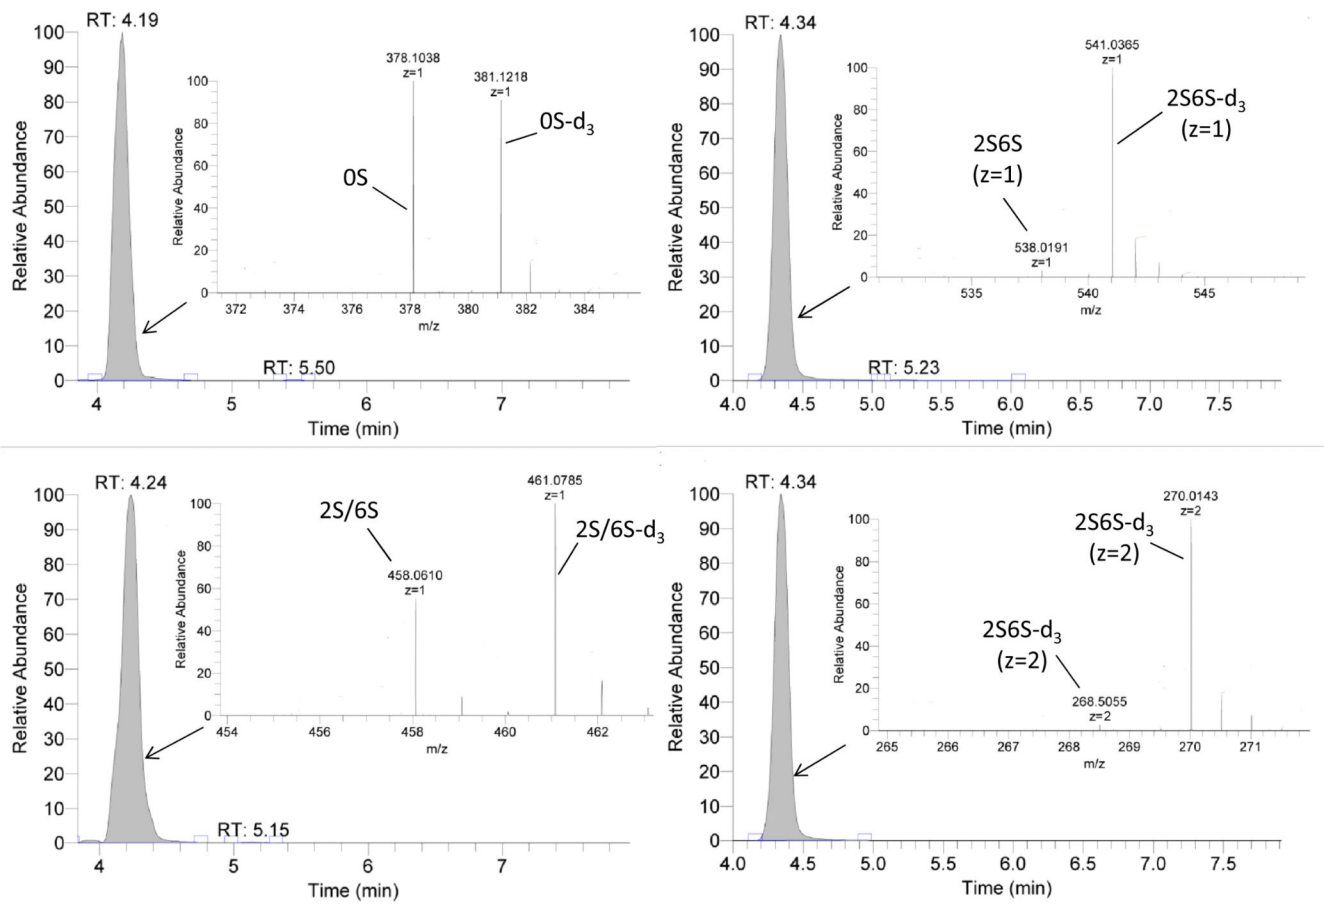 RT: 4.19
100
90
80
70
60
50
40
30
20
10
0
Relative Abundance
4
5
6
7
Time (min)
RT: 5.50
100
80
60
40
20
0
Relative Abundance
378.1038
z=1
381.1218
z=1
0S
0S-d3
372
374
376
378
380
382
384
m/z
RT: 4.34
100
90
80
70
60
50
40
30
20
10
0
Relative Abundance
4.0
4.5
5.0
5.5
6.0
6.5
7.0
7.5
Time (min)
RT: 5.23
100
80
60
40
20
0
Relative Abundance
541.0365
z=1
2S6S-d3
(z=1)
2S6S
(z=1)
538.0191
z=1
535
540
545
m/z
RT: 4.24
100
90
80
70
60
50
40
30
20
10
0
Relative Abundance
4
5
6
7
Time (min)
RT: 5.15
100
80
60
40
20
0
Relative Abundance
461.0785
z=1
2S/6S
2S/6S-d3
458.0610
z=1
454
456
458
460
462
m/z
RT: 4.34
100
90
80
70
60
50
40
30
20
10
0
Relative Abundance
4.0
4.5
5.0
5.5
6.0
6.5
7.0
7.5
Time (min)
100
80
60
40
20
0
Relative Abundance
270.0143
z=2
2S6S-d3
(z=2)
2S6S-d3
(z=2)
268.5055
z=2
265
266
267
268
269
270
271
m/z